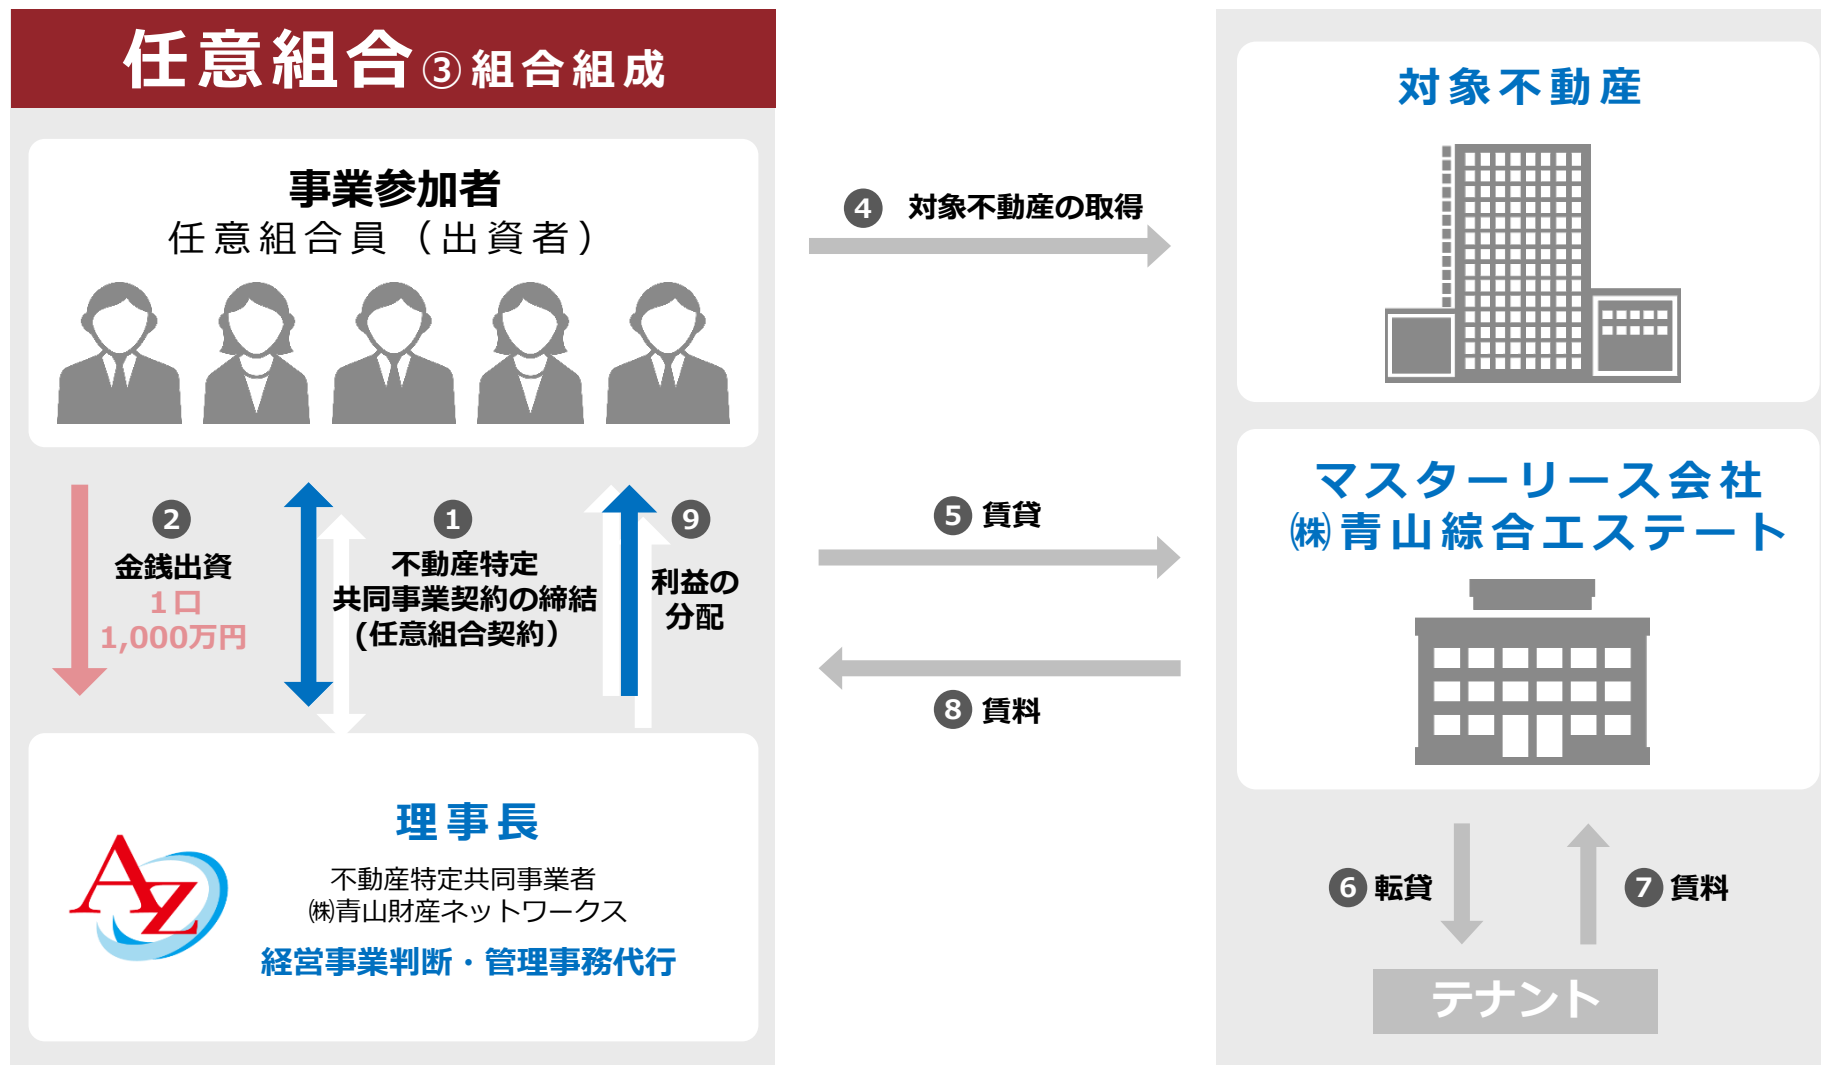 任意組合③組合組成
事業参加者
任意組合員（出資者）
❷
金銭出資
１口
1,000万円
❶
不動産特定
共同事業契約の締結
(任意組合契約）
❾
利益の
分配
AZ
理事長
不動産特定共同事業者
㈱青山財産ネットワークス
経営事業判断・管理事務代行
❹ 対象不動産の取得
❺ 賃貸
❽ 賃料
対象不動産
マスターリース会社
㈱青山綜合エステート
❻ 転貸
❼ 賃料
テナント